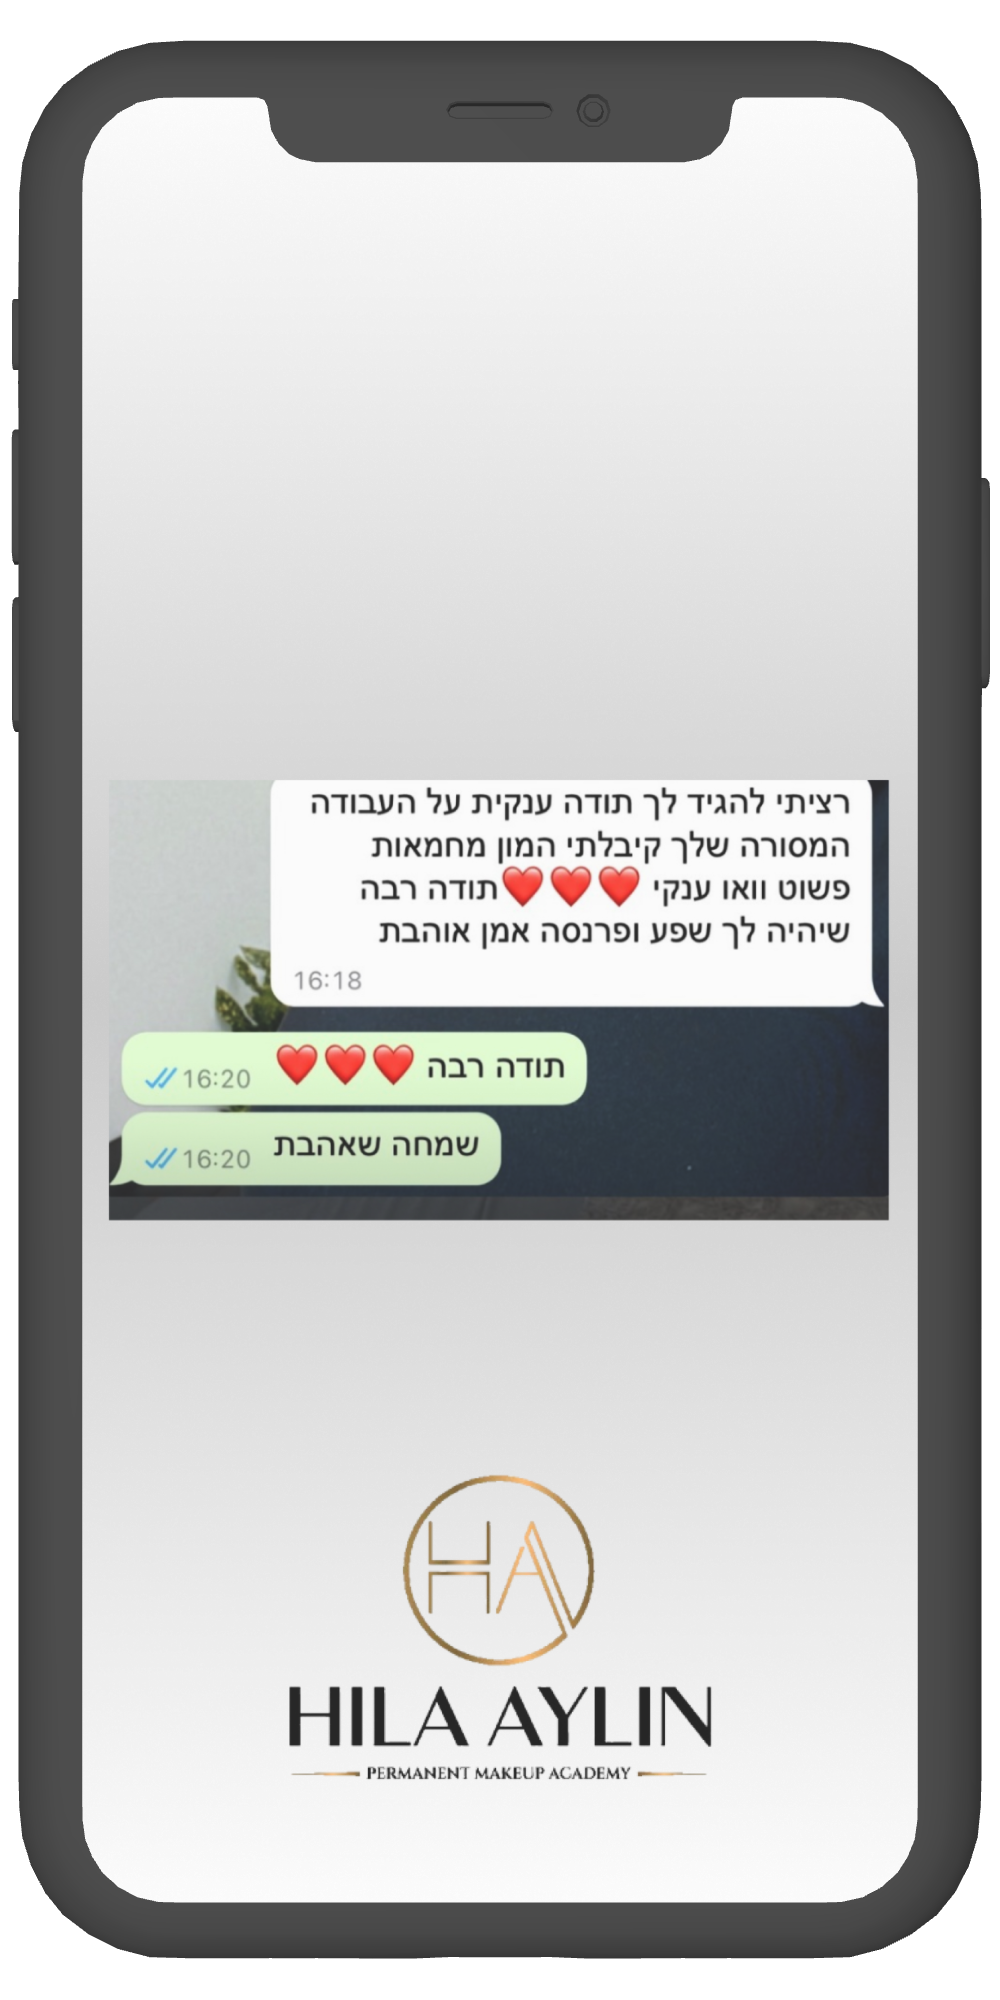 רציתי להגיד לך תודה ענקית על העבודה
המסורה שלך קיבלתי המון מחמאות
פשוט וואו ענקי ❤️❤️❤️תודה רבה
שיהיה לך שפע ופרנסה אמן אוהבת
16:18
תודה רבה ❤️❤️❤️ 16:20
שמחה שאהבת 16:20
HA
HILA AYLIN
PERMANENT MAKEUP ACADEMY